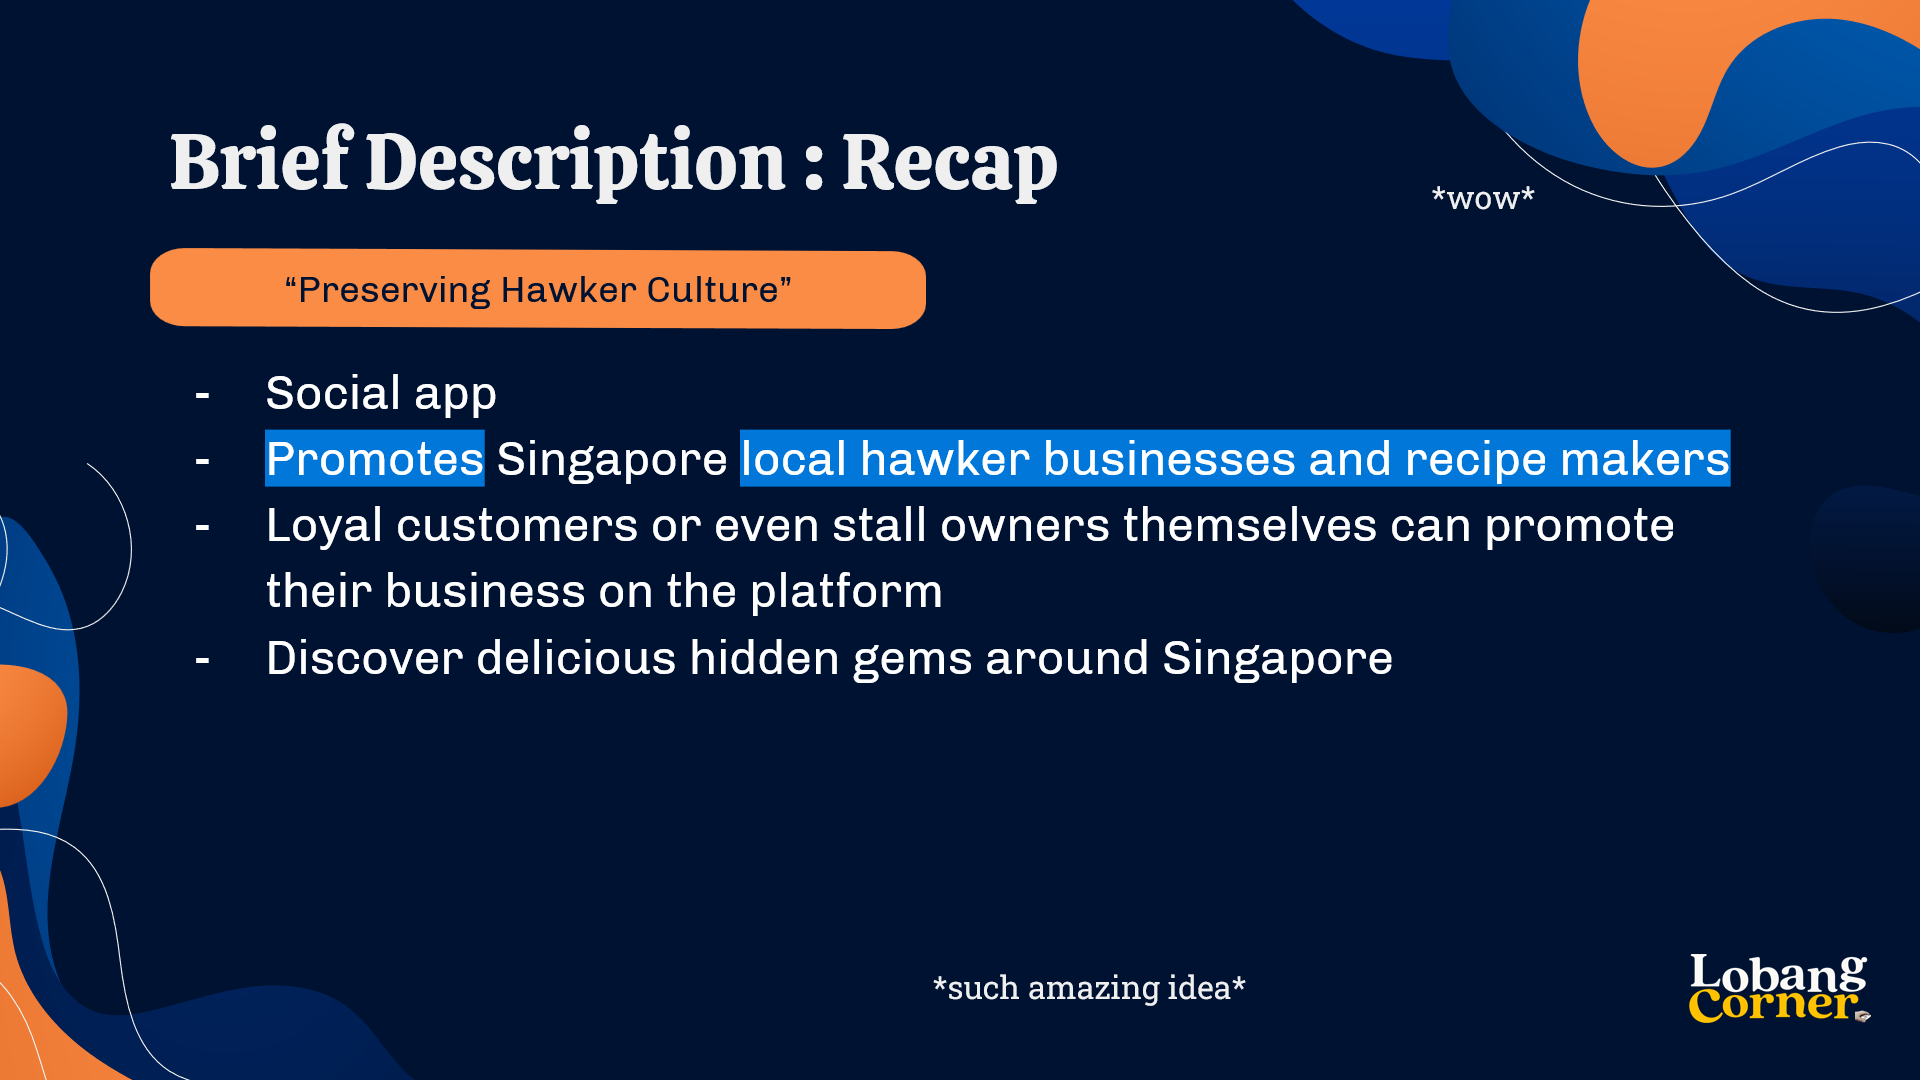 Brief Description : Recap
*wow*
“Preserving Hawker Culture”
- Social app
- Promotes Singapore local hawker businesses and recipe makers
- Loyal customers or even stall owners themselves can promote
their business on the platform
- Discover delicious hidden gems around Singapore
*such amazing idea*
Lobang
Corner